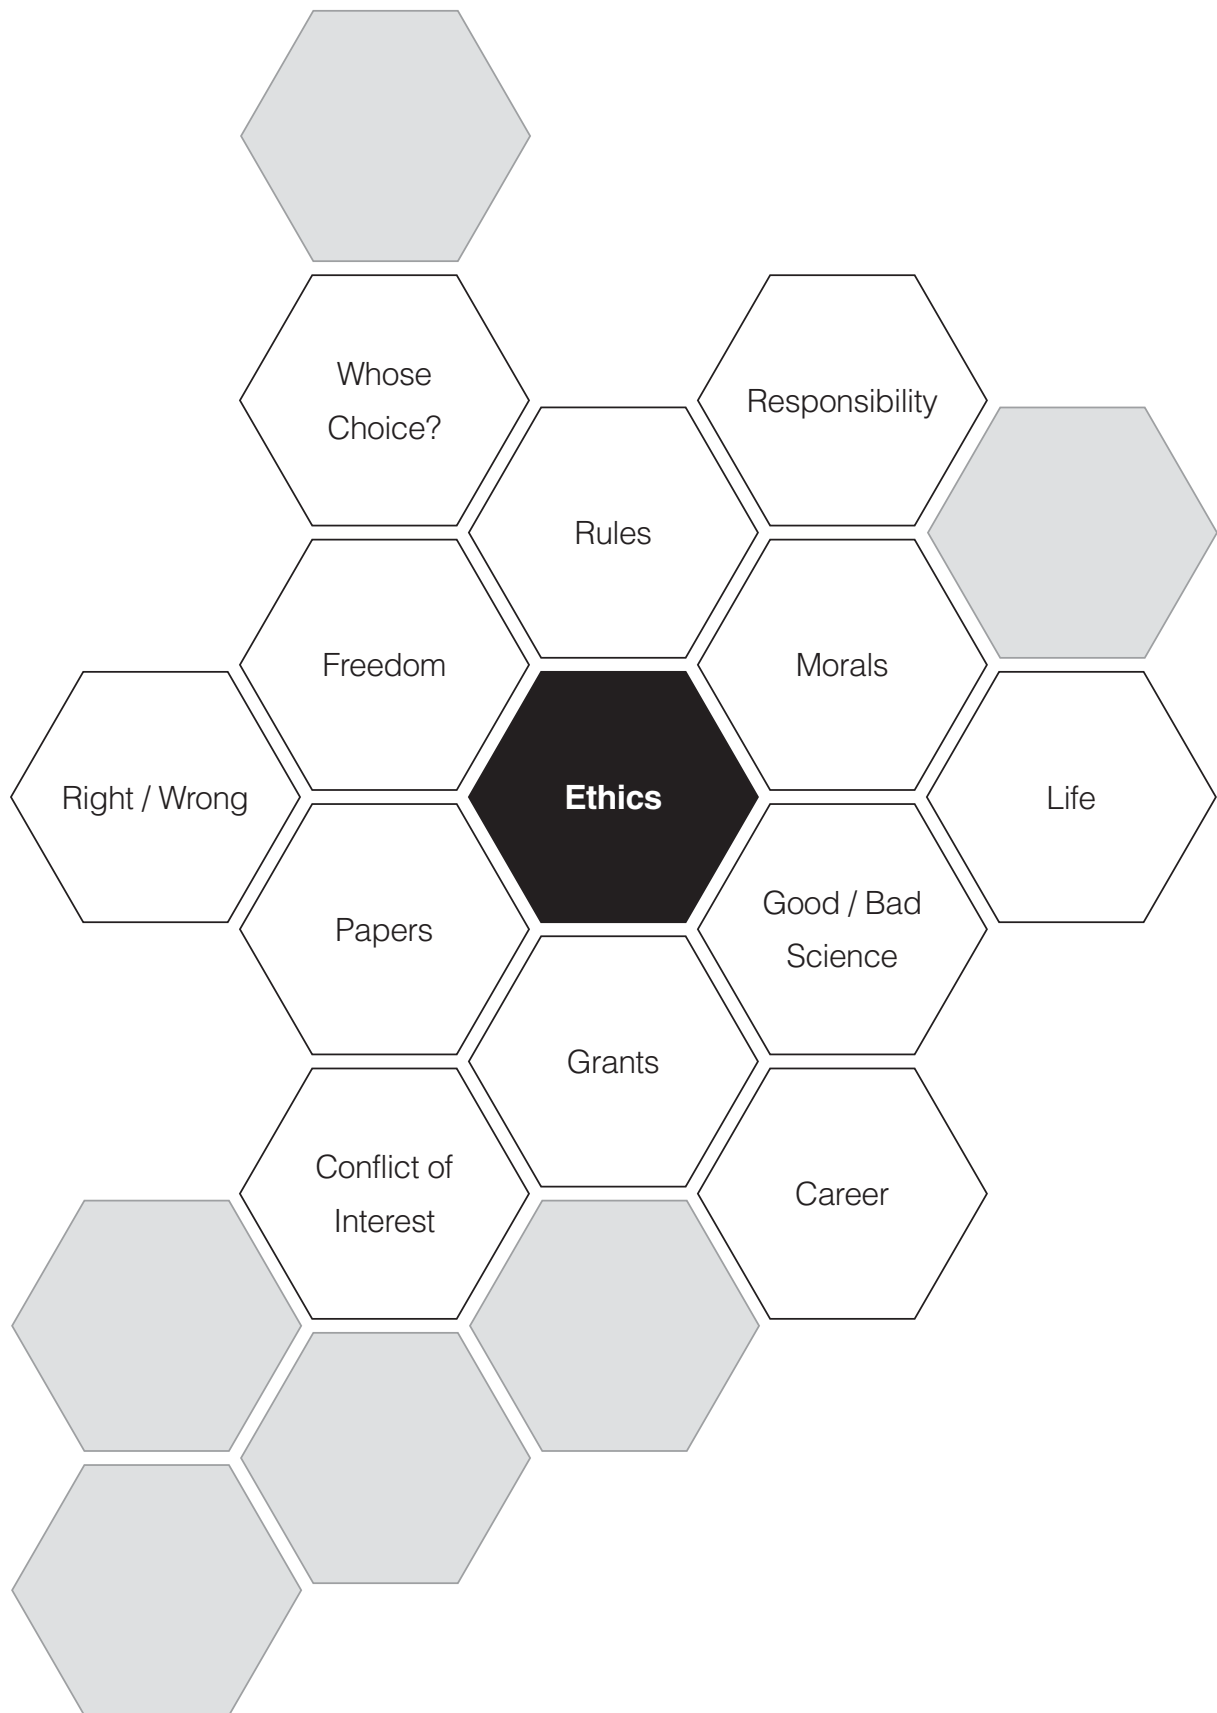 Whose
Choice?
Responsibility
Rules
Freedom
Morals
Right / Wrong
Ethics
Life
Papers
Good / Bad
Science
Grants
Conflict of
Interest
Career